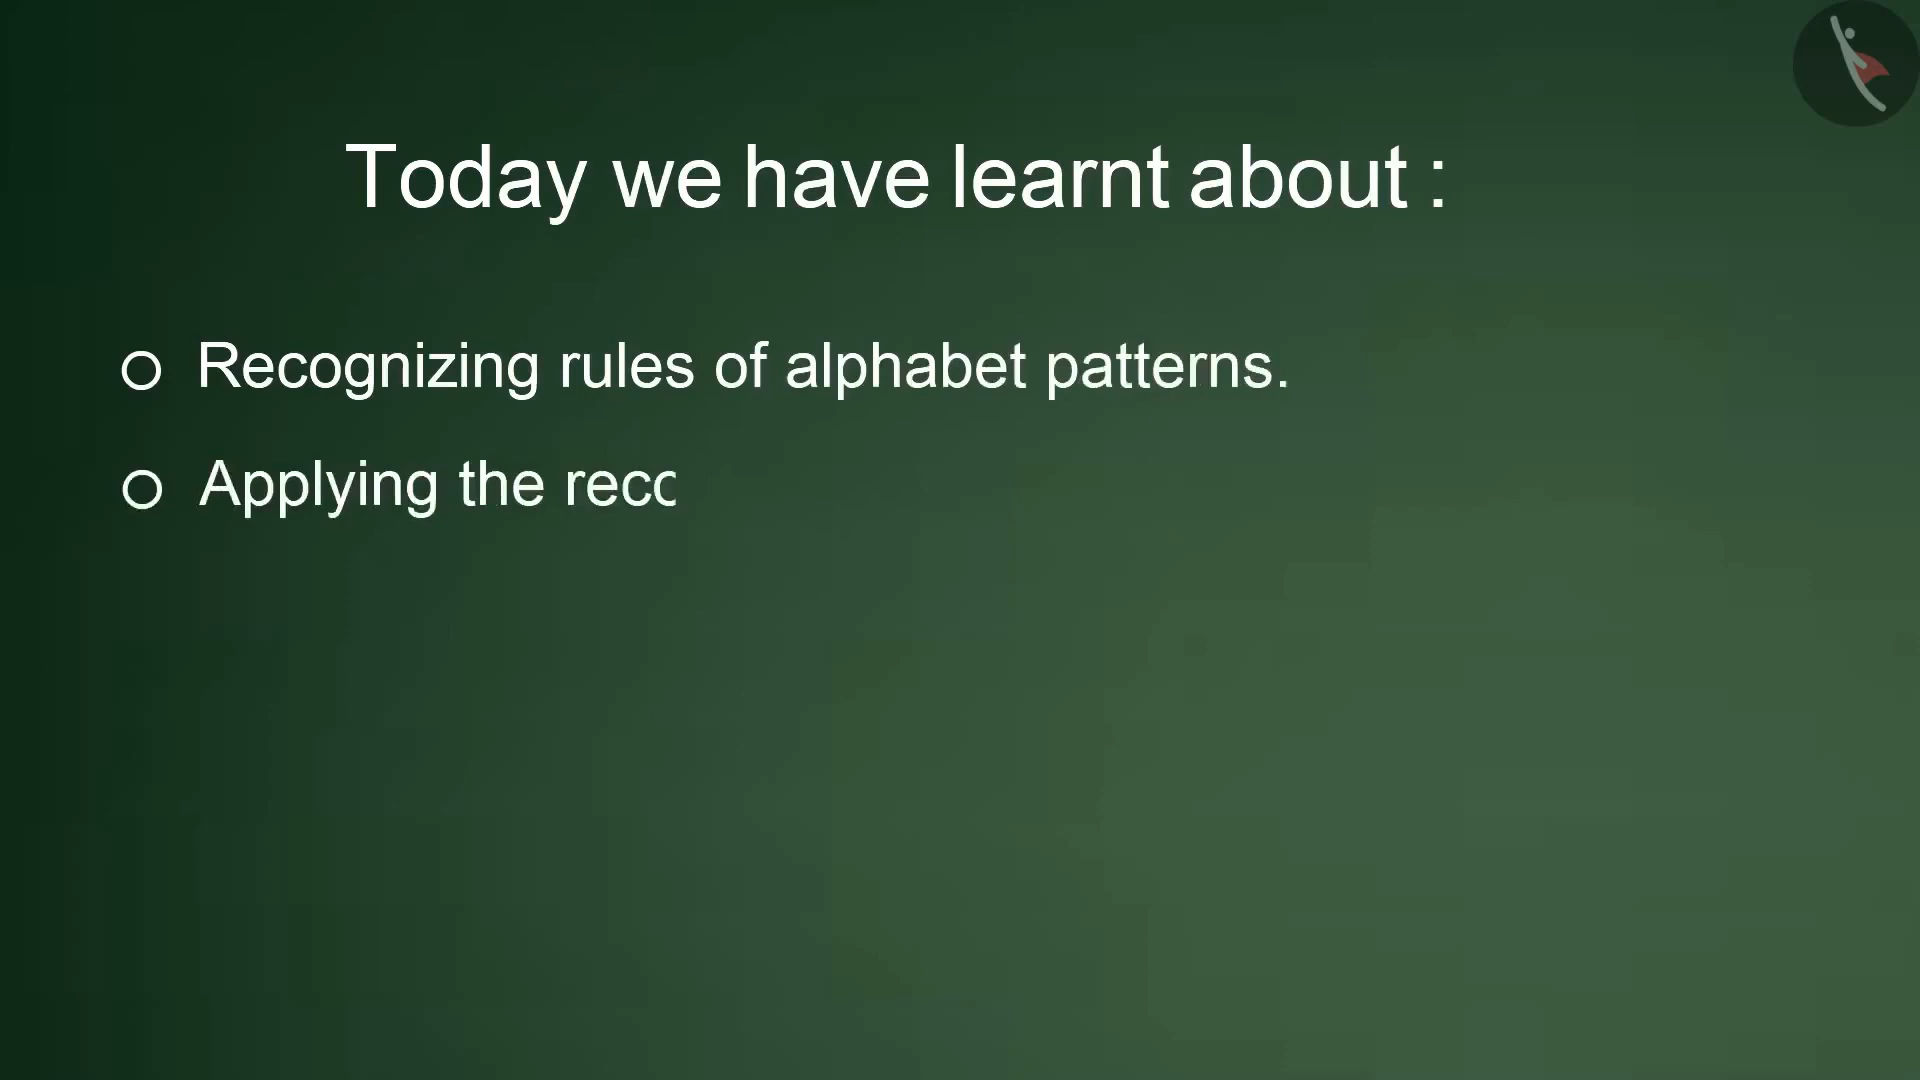 Today we have learnt about :
Recognizing rules of alphabet patterns.
Applying the